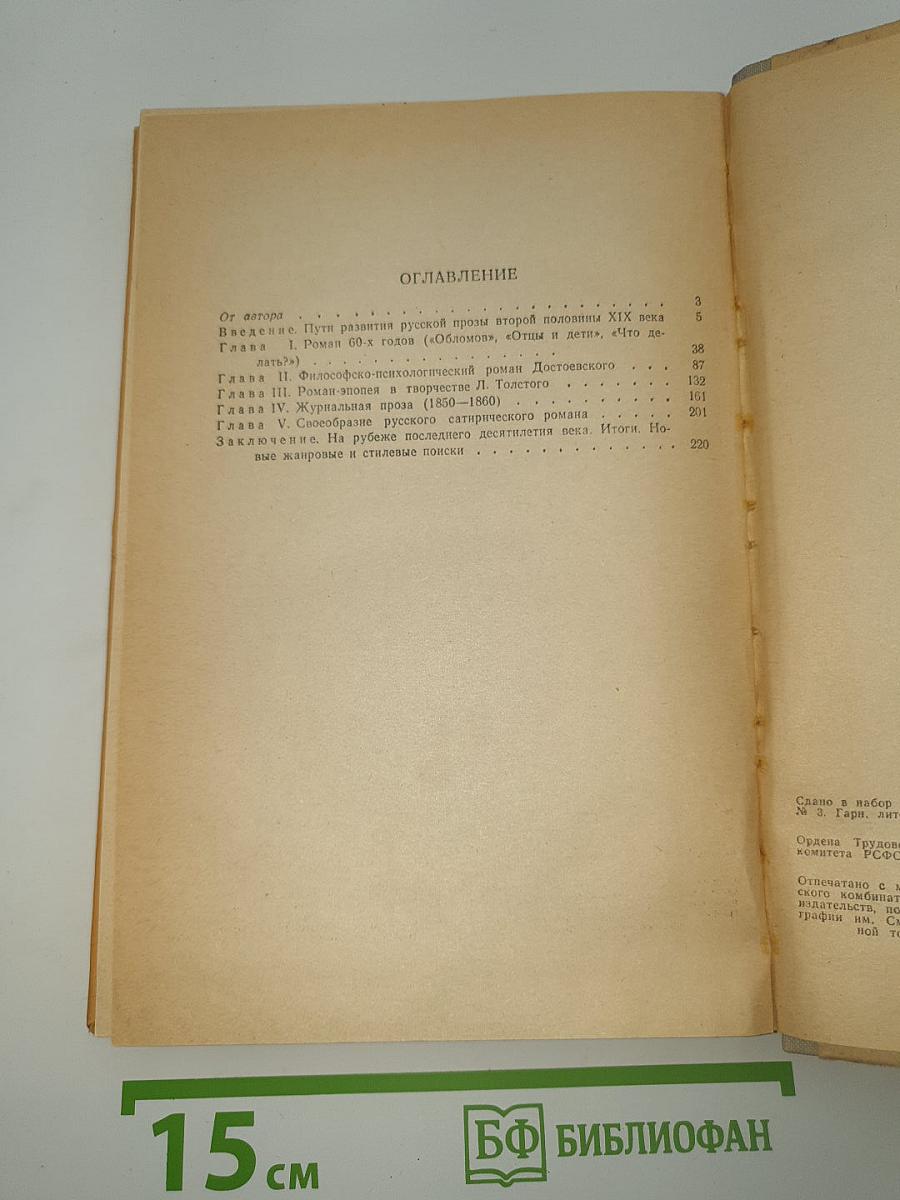 ОГЛАВЛЕНИЕ
От автора . . . . . . . . . . . . . . . . . . . . . 3
Введение. Пути развития русской прозы второй половины XIX века 5
Глава I. Роман 60-х годов («Обломов», «Отцы и дети», «Что де-
лать?») . . . . . . . . . . . . . . . 38
Глава II. Философско-психологический роман Достоевского . . . 87
Глава III. Роман-эпопея в творчестве Л. Толстого . . . . . . . 132
Глава IV. Журнальная проза (1850—1860) . . . . . . . . . . 161
Глава V. Своеобразие русского сатирического романа . . . . . 201
Заключение. На рубеже последнего десятилетия века. Итоги. Но-
вые жанровые и стилевые поиски . . . . . . . . . . . . . 220
Сдано в набор
№ 3. Гарн. лит
Ордена Трудов
комитета РСФС
Отпечатано с м
ского комбинат
издательств, по
графии им. См
ной то
15 см
БФ БИБЛИОФАН